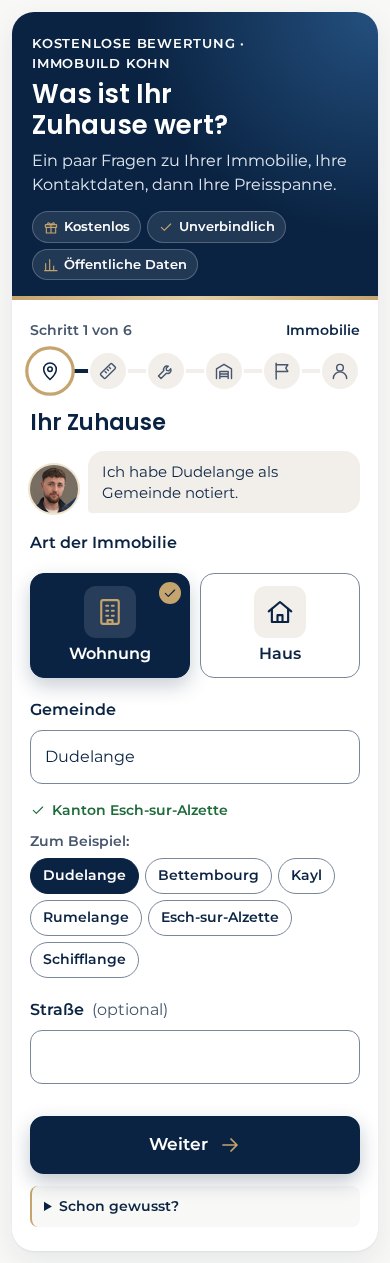 KOSTENLOSE BEWERTUNG ·
IMMOBUILD KOHN
Was ist Ihr
Zuhause wert?
Ein paar Fragen zu Ihrer Immobilie, Ihre
Kontaktdaten, dann Ihre Preisspanne.
Kostenlos
Unverbindlich
Öffentliche Daten
Schritt 1 von 6
Immobilie
Ihr Zuhause
Ich habe Dudelange als
Gemeinde notiert.
Art der Immobilie
Wohnung
Haus
Gemeinde
Dudelange
Kanton Esch-sur-Alzette
Zum Beispiel:
Dudelange
Bettembourg
Kayl
Rumelange
Esch-sur-Alzette
Schifflange
Straße (optional)
Weiter
Schon gewusst?